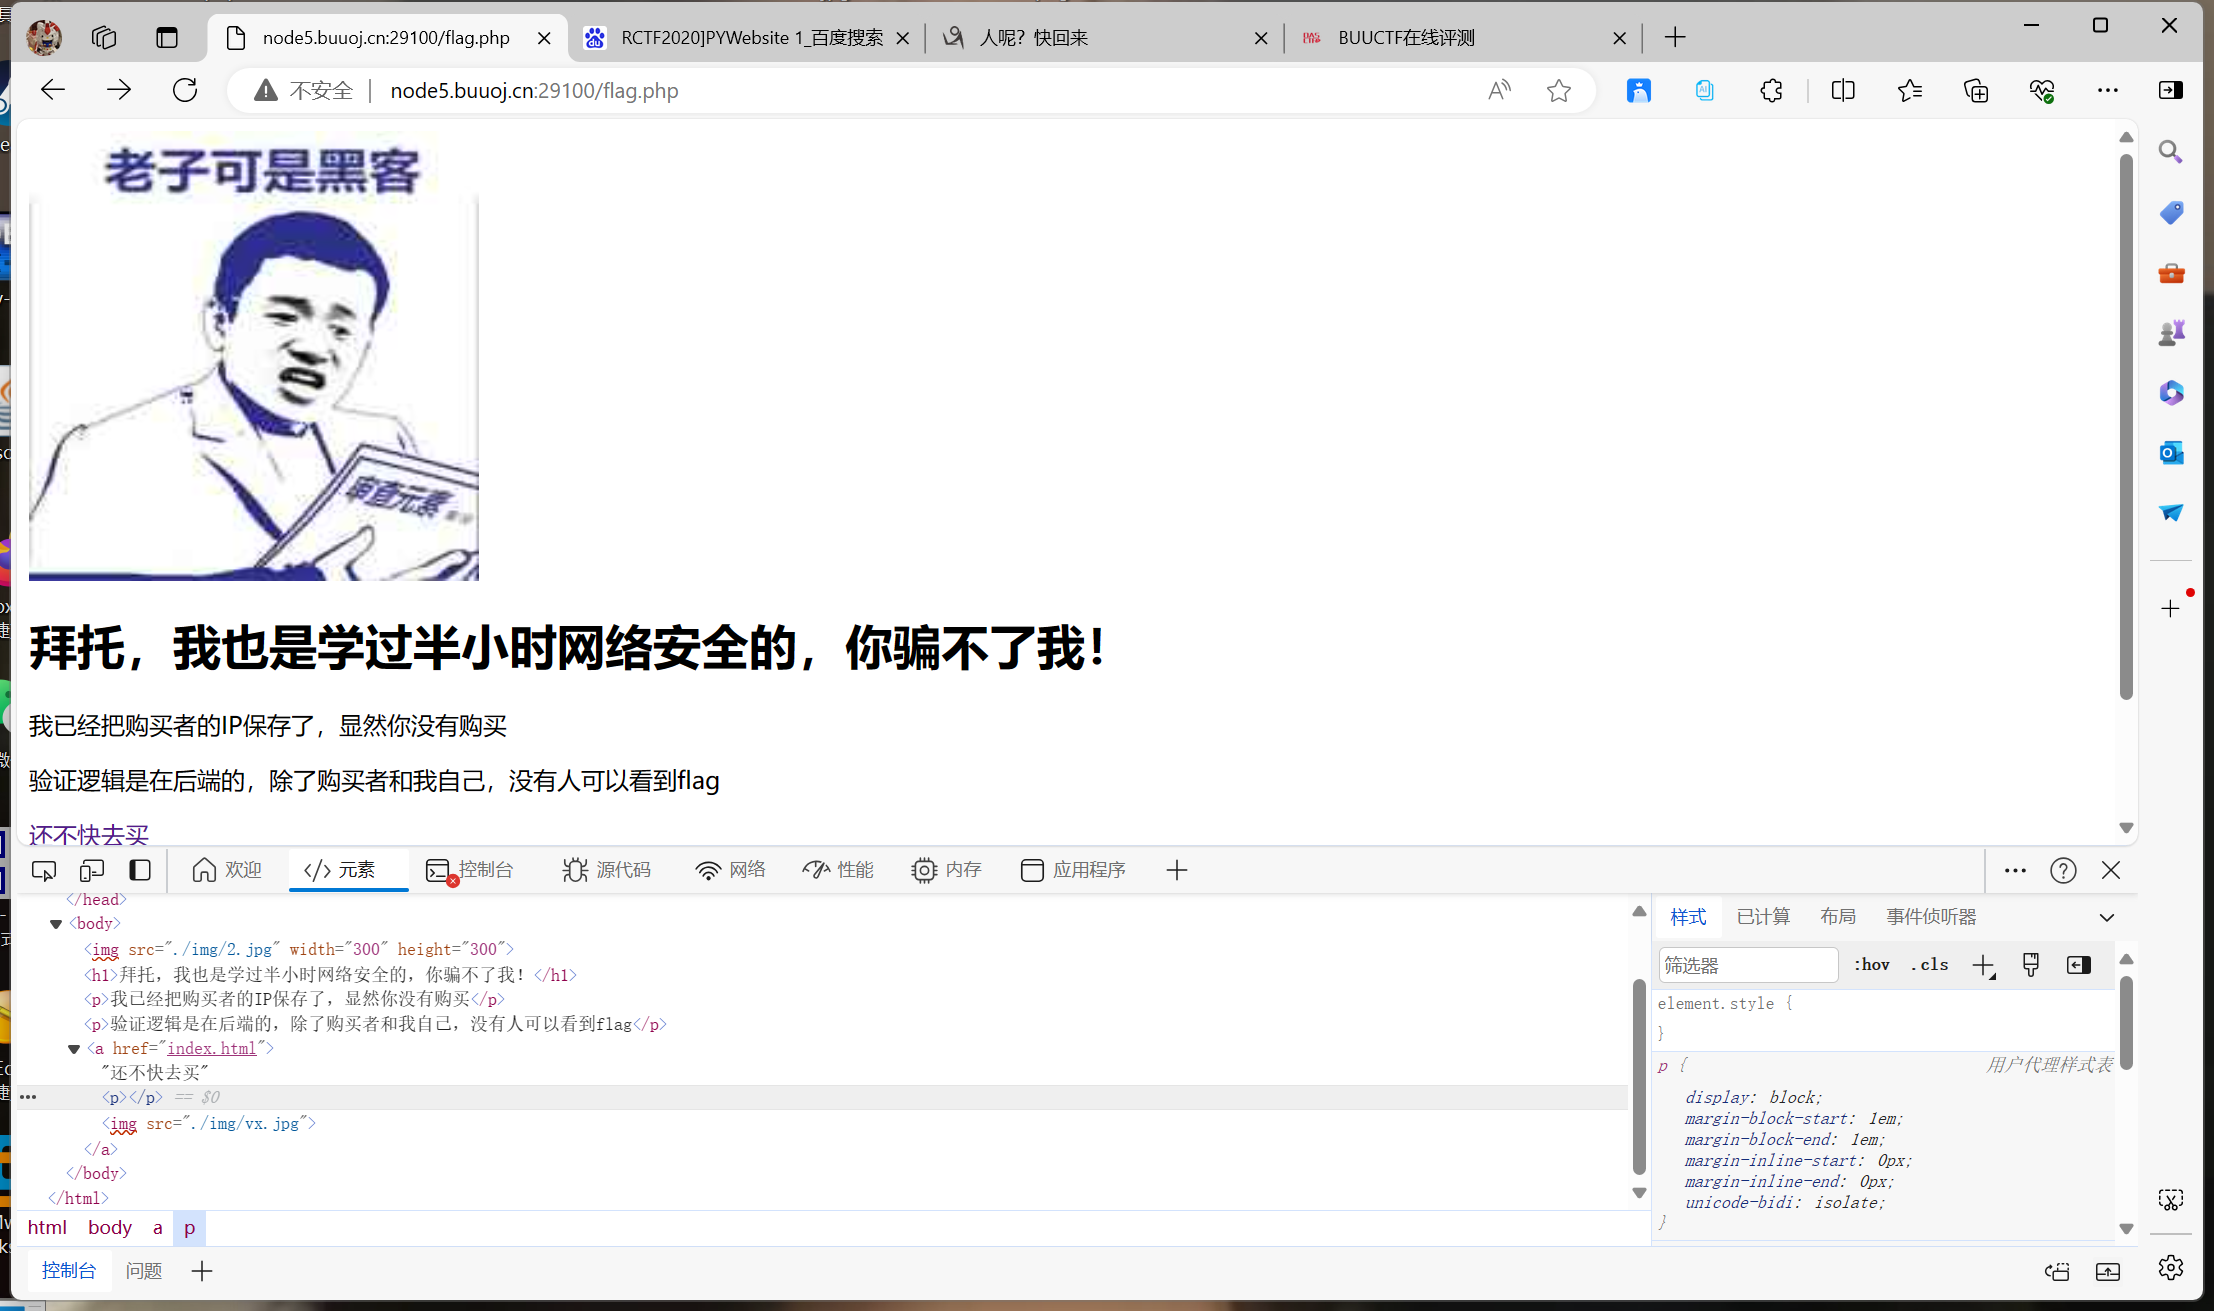 node5.buuoj.cn:29100/flag.php
RCTF2020]PYWebsite 1_百度搜索
人呢？快回来
BUUCTF在线评测
不安全
node5.buuoj.cn:29100/flag.php
老子可是黑客
审查元素
拜托，我也是学过半小时网络安全的，你骗不了我！
我已经把购买者的IP保存了，显然你没有购买
验证逻辑是在后端的，除了购买者和我自己，没有人可以看到flag
还不快去买
欢迎
</> 元素
控制台
源代码
网络
性能
内存
应用程序
</head>
<body>
<img src="./img/2.jpg" width="300" height="300">
<h1>拜托，我也是学过半小时网络安全的，你骗不了我！</h1>
<p>我已经把购买者的IP保存了，显然你没有购买</p>
<p>验证逻辑是在后端的，除了购买者和我自己，没有人可以看到flag</p>
<a href="index.html">
"还不快去买"
<p></p> == $0
<img src="./img/vx.jpg">
</a>
</body>
</html>
html body a p
样式 已计算 布局 事件侦听器
筛选器 :hov .cls
element.style {
}
p { 用户代理样式表
display: block;
margin-block-start: 1em;
margin-block-end: 1em;
margin-inline-start: 0px;
margin-inline-end: 0px;
unicode-bidi: isolate;
}
控制台 问题